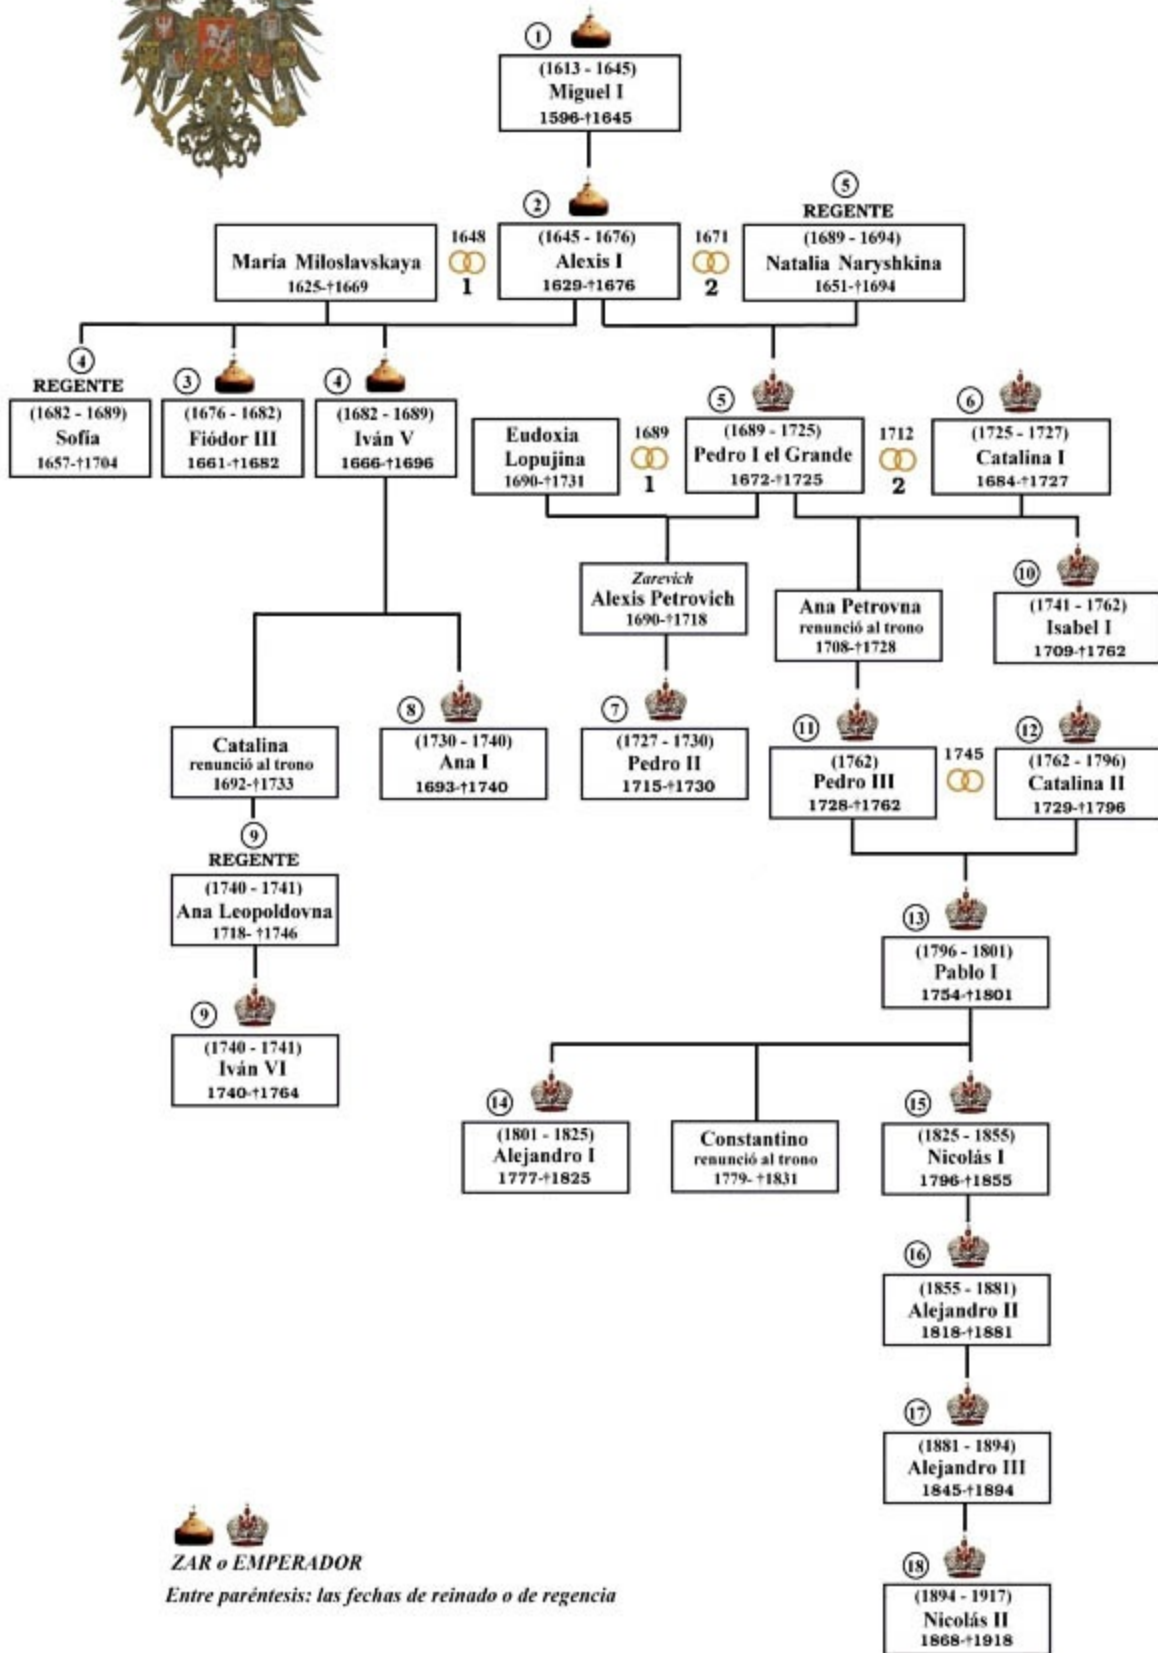 1
(1613 - 1645)
Miguel I
1596-†1645
2
(1645 - 1676)
Alexis I
1629-†1676
María Miloslavskaya
1625-†1669
1648
1
1671
2
5
REGENTE
(1689 - 1694)
Natalia Naryshkina
1651-†1694
4
REGENTE
(1682 - 1689)
Sofía
1657-†1704
3
(1676 - 1682)
Fiódor III
1661-†1682
4
(1682 - 1689)
Iván V
1666-†1696
Eudoxia
Lopujina
1690-†1731
1689
1
5
(1689 - 1725)
Pedro I el Grande
1672-†1725
1712
2
6
(1725 - 1727)
Catalina I
1684-†1727
Zarevich
Alexis Petrovich
1690-†1718
Ana Petrovna
renunció al trono
1708-†1728
10
(1741 - 1762)
Isabel I
1709-†1762
Catalina
renunció al trono
1692-†1733
8
(1730 - 1740)
Ana I
1693-†1740
7
(1727 - 1730)
Pedro II
1715-†1730
11
(1762)
Pedro III
1728-†1762
1745
12
(1762 - 1796)
Catalina II
1729-†1796
9
REGENTE
(1740 - 1741)
Ana Leopoldovna
1718- †1746
13
(1796 - 1801)
Pablo I
1754-†1801
9
(1740 - 1741)
Iván VI
1740-†1764
14
(1801 - 1825)
Alejandro I
1777-†1825
Constantino
renunció al trono
1779- †1831
15
(1825 - 1855)
Nicolás I
1796-†1855
16
(1855 - 1881)
Alejandro II
1818-†1881
17
(1881 - 1894)
Alejandro III
1845-†1894
18
(1894 - 1917)
Nicolás II
1868-†1918
ZAR o EMPERADOR
Entre paréntesis: las fechas de reinado o de regencia